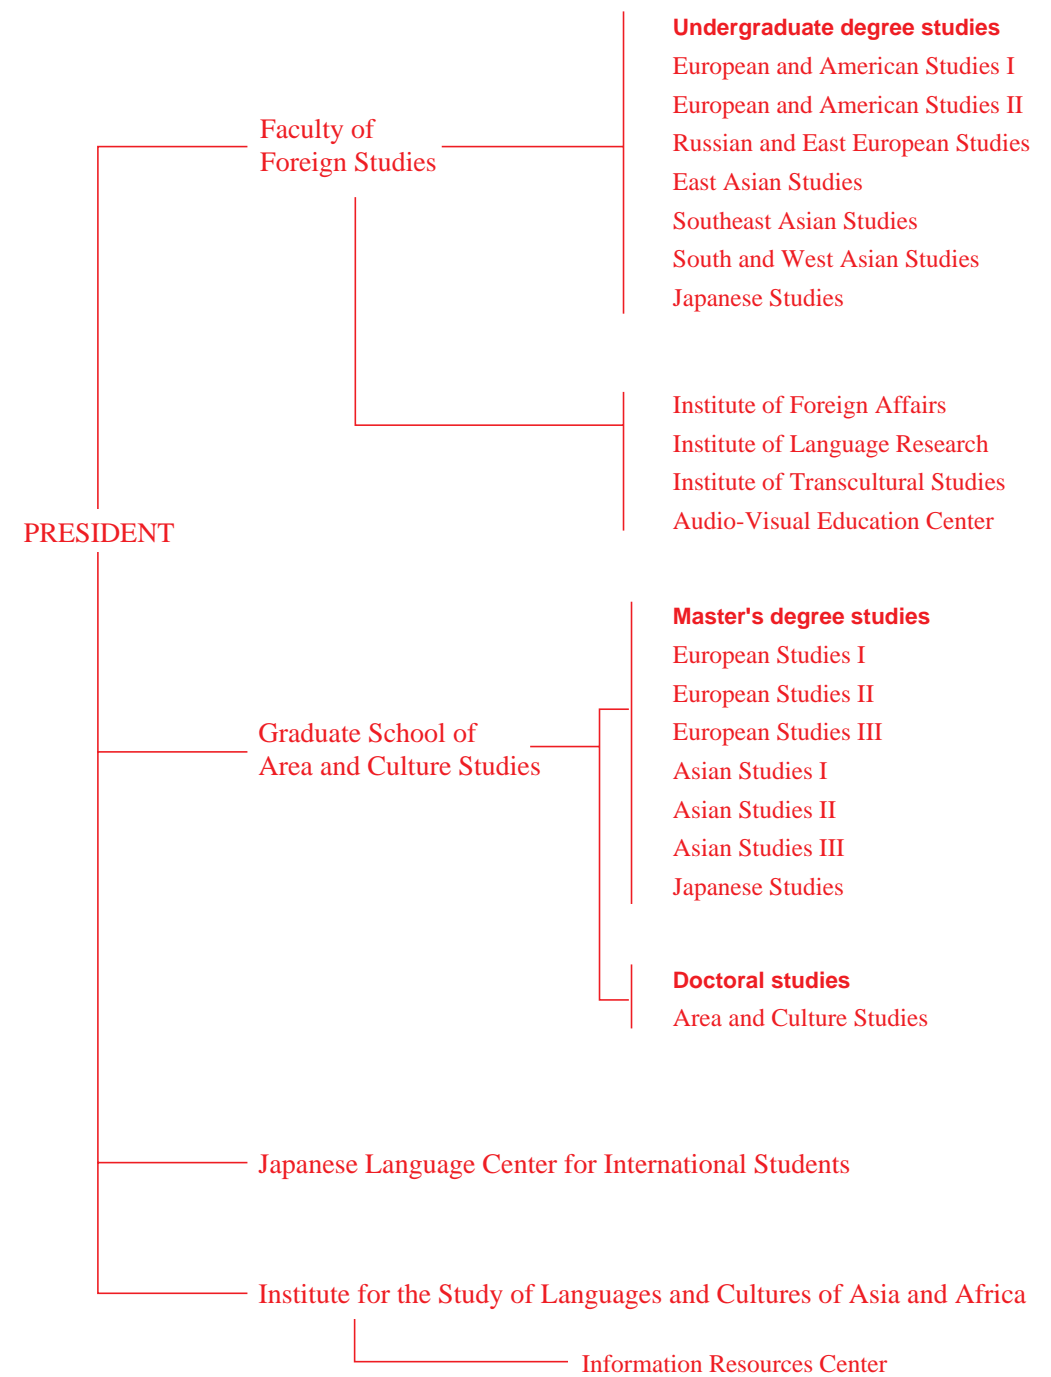 Undergraduate degree studies
European and American Studies I
European and American Studies II
Russian and East European Studies
East Asian Studies
Southeast Asian Studies
South and West Asian Studies
Japanese Studies
Faculty of
Foreign Studies
Institute of Foreign Affairs
Institute of Language Research
Institute of Transcultural Studies
Audio-Visual Education Center
PRESIDENT
Master's degree studies
European Studies I
European Studies II
European Studies III
Asian Studies I
Asian Studies II
Asian Studies III
Japanese Studies
Graduate School of
Area and Culture Studies
Doctoral studies
Area and Culture Studies
Japanese Language Center for International Students
Institute for the Study of Languages and Cultures of Asia and Africa
Information Resources Center